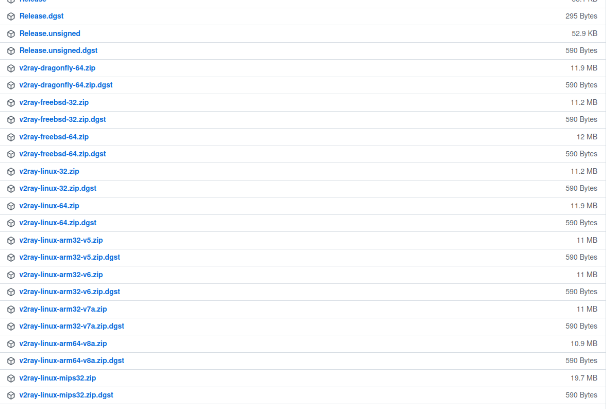 Release
Release.dgst 295 Bytes
Release.unsigned 52.9 KB
Release.unsigned.dgst 590 Bytes
v2ray-dragonfly-64.zip 11.9 MB
v2ray-dragonfly-64.zip.dgst 590 Bytes
v2ray-freebsd-32.zip 11.2 MB
v2ray-freebsd-32.zip.dgst 590 Bytes
v2ray-freebsd-64.zip 12 MB
v2ray-freebsd-64.zip.dgst 590 Bytes
v2ray-linux-32.zip 11.2 MB
v2ray-linux-32.zip.dgst 590 Bytes
v2ray-linux-64.zip 11.9 MB
v2ray-linux-64.zip.dgst 590 Bytes
v2ray-linux-arm32-v5.zip 11 MB
v2ray-linux-arm32-v5.zip.dgst 590 Bytes
v2ray-linux-arm32-v6.zip 11 MB
v2ray-linux-arm32-v6.zip.dgst 590 Bytes
v2ray-linux-arm32-v7a.zip 11 MB
v2ray-linux-arm32-v7a.zip.dgst 590 Bytes
v2ray-linux-arm64-v8a.zip 10.9 MB
v2ray-linux-arm64-v8a.zip.dgst 590 Bytes
v2ray-linux-mips32.zip 19.7 MB
v2ray-linux-mips32.zip.dgst 590 Bytes